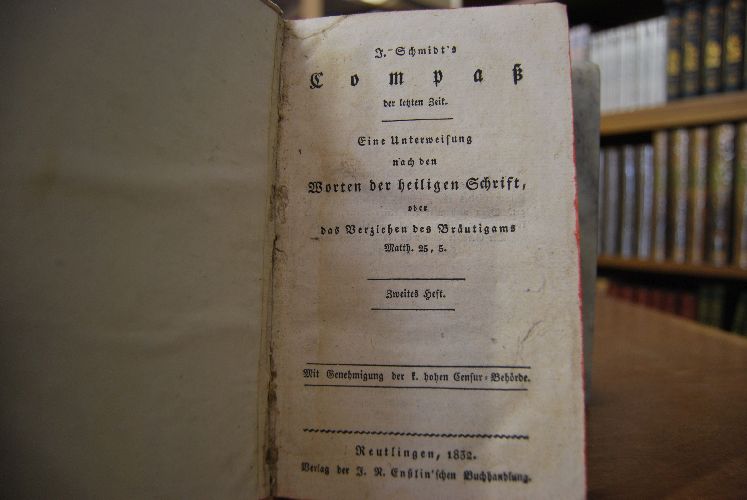 J. Schmidt's
Compaß
der letzten Zeit.
Eine Unterweisung
nach den
Worten der heiligen Schrift,
oder
das Verziehen des Bräutigams
Matth. 25, 5.
Zweites Heft.
Mit Genehmigung der k. hohen Censur-Behörde.
Reutlingen, 1832.
Verlag der J. N. Enßlin'schen Buchhandlung.